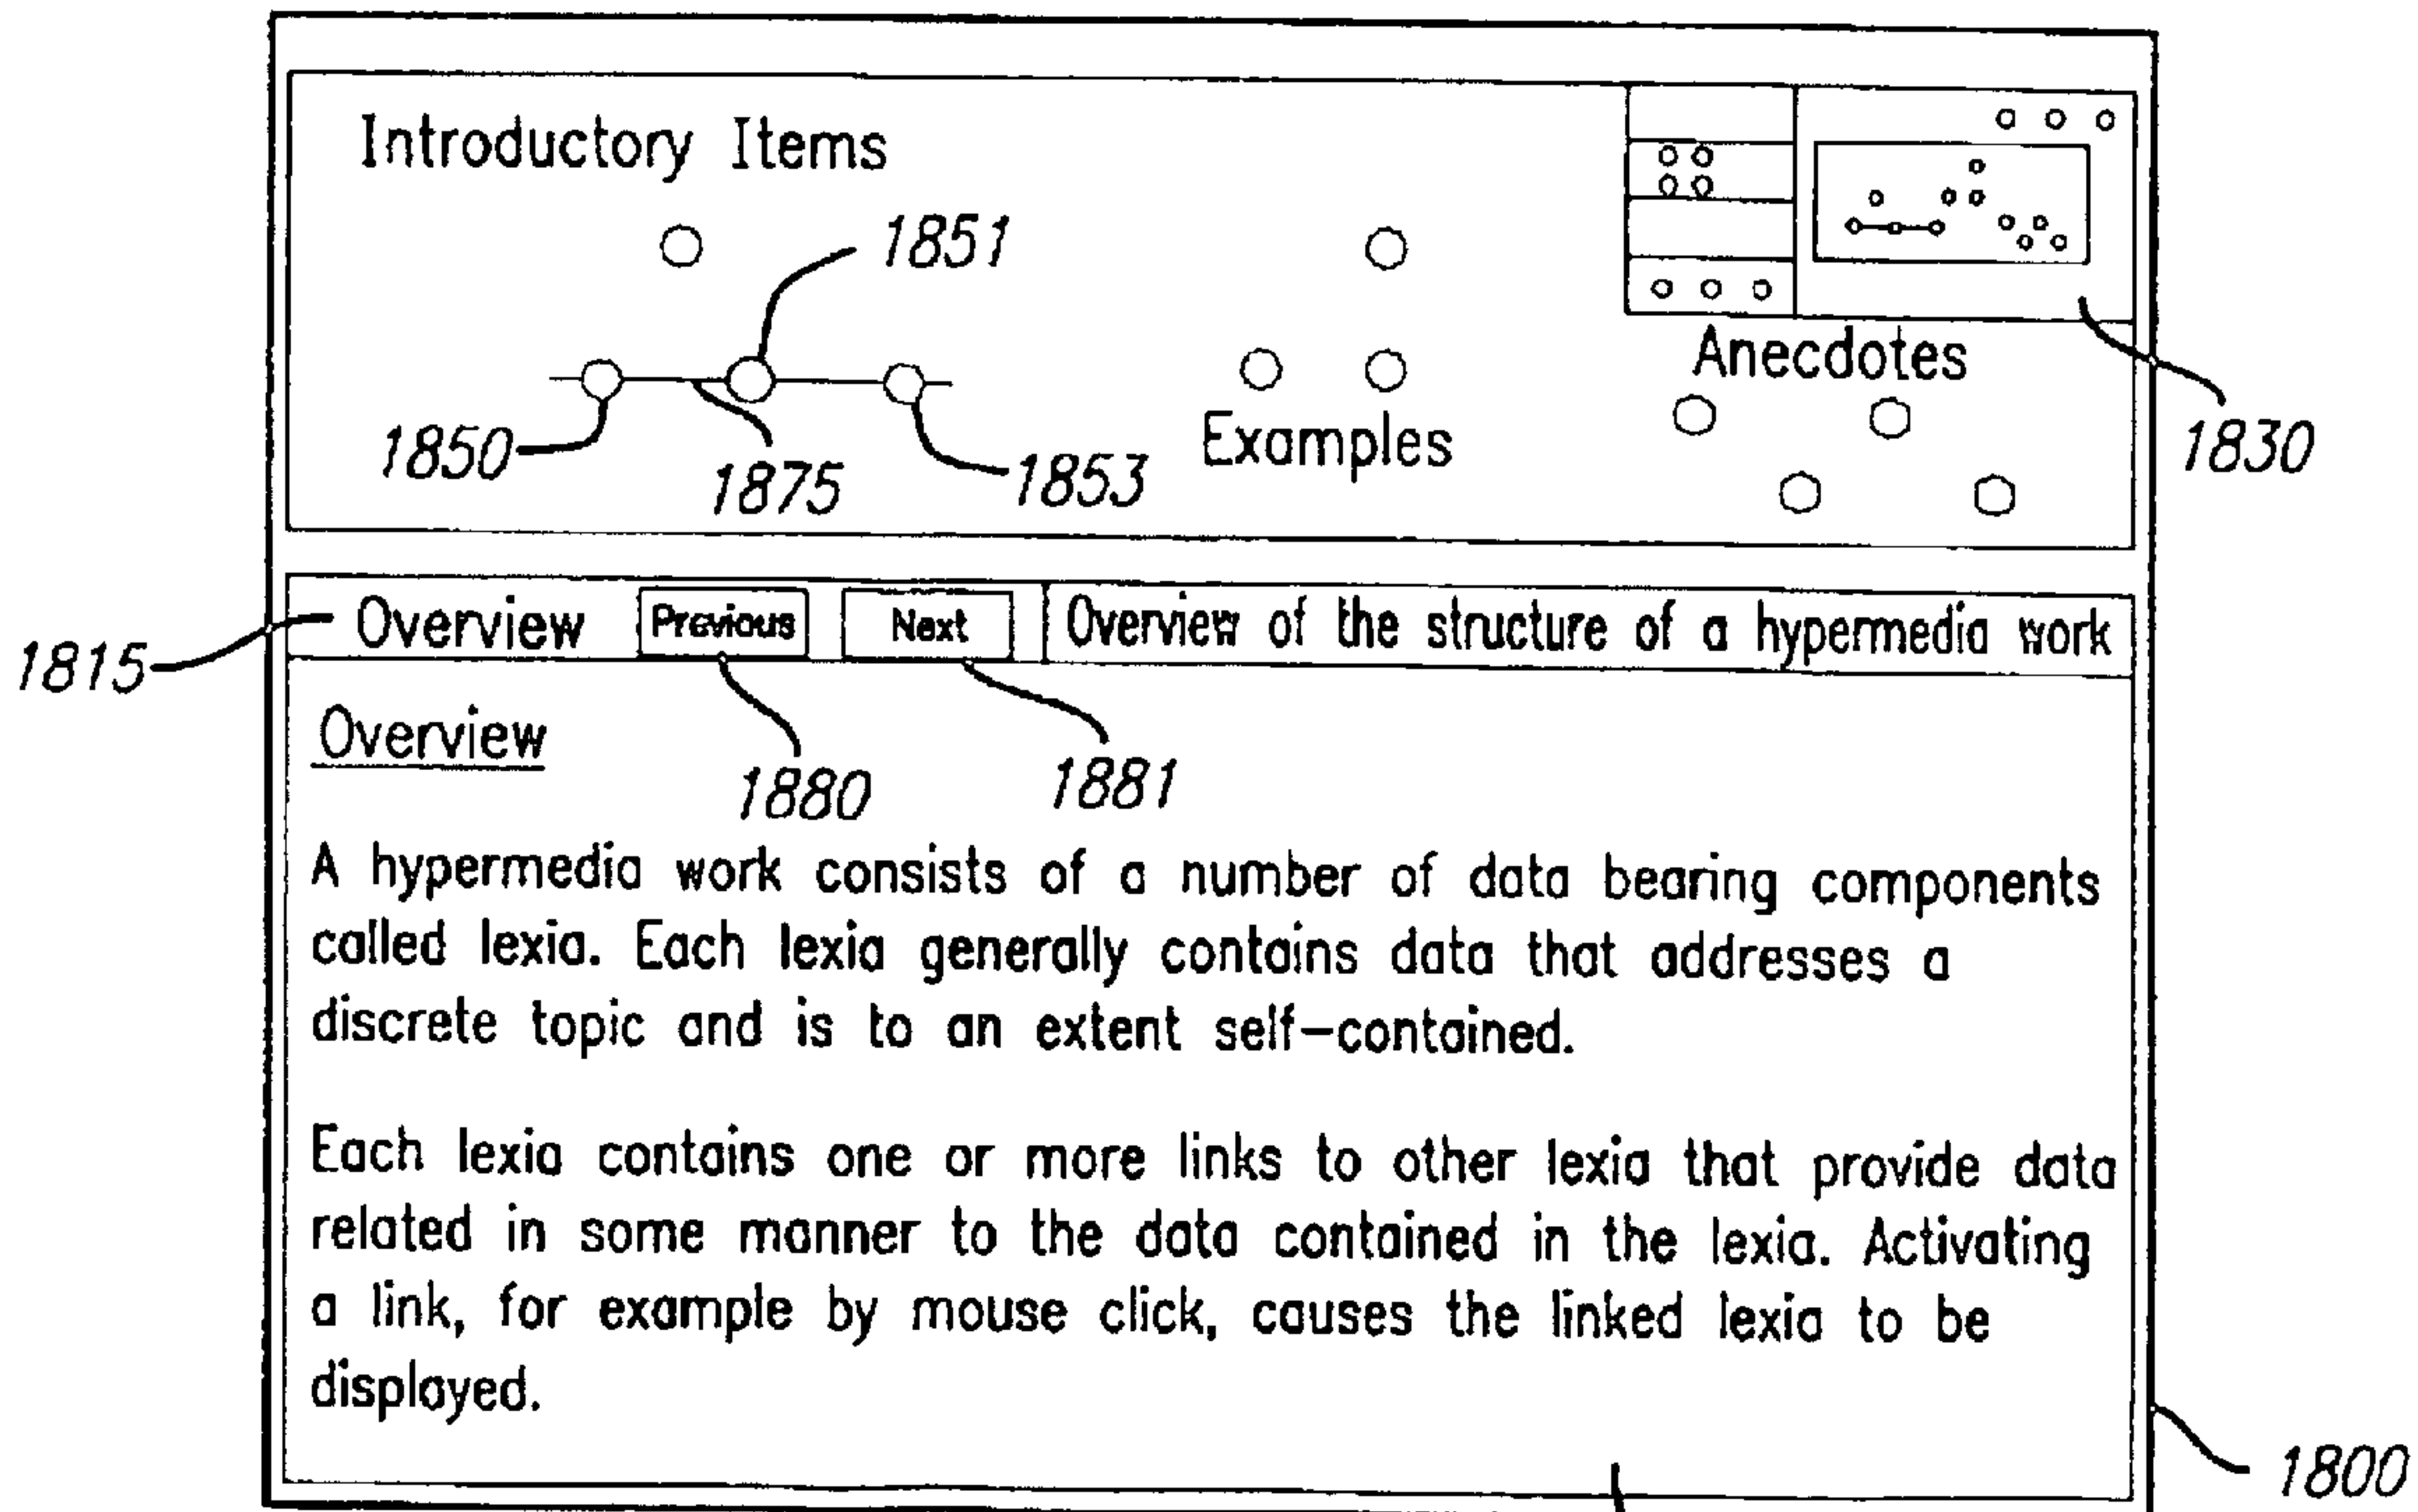 Introductory Items
1851
Anecdotes
1850
1875
1853
Examples
1830
1815
Overview
Previous
Next
Overview of the structure of a hypermedia work
Overview
1880
1881
A hypermedia work consists of a number of data bearing components
called lexia. Each lexia generally contains data that addresses a
discrete topic and is to an extent self-contained.
Each lexia contains one or more links to other lexia that provide data
related in some manner to the data contained in the lexia. Activating
a link, for example by mouse click, causes the linked lexia to be
displayed.
1800